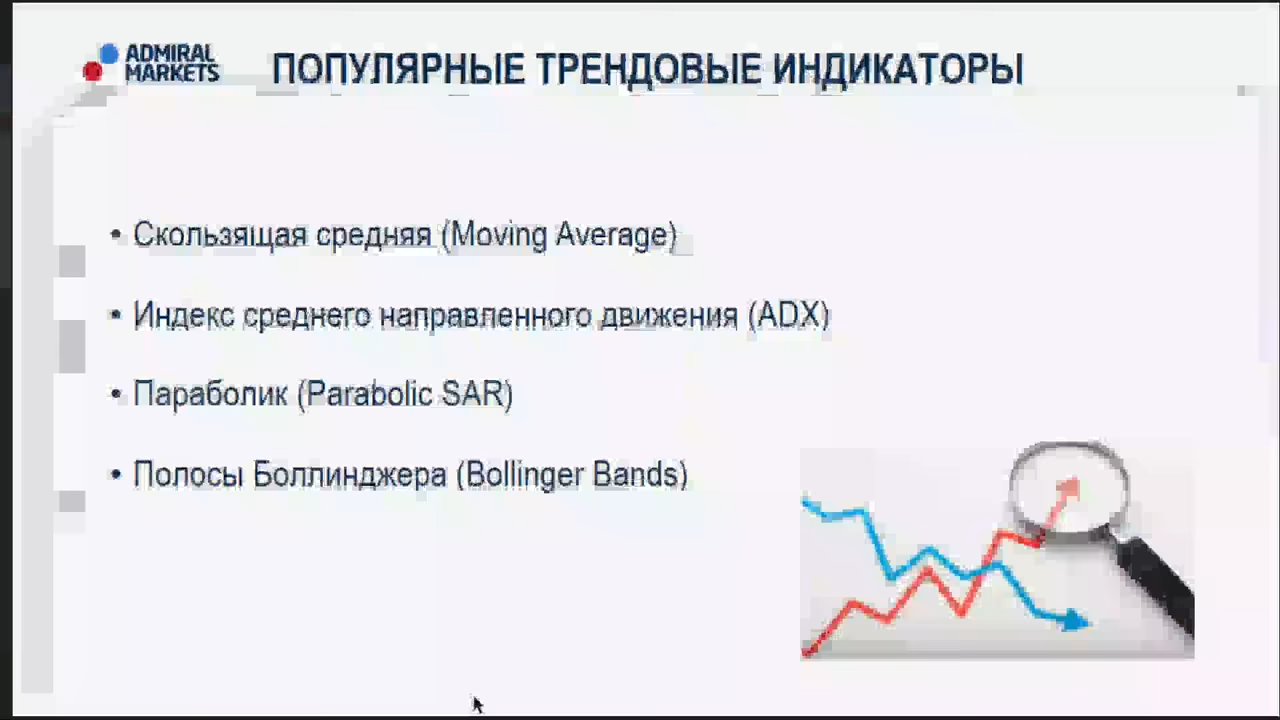 ADMIRAL
MARKETS
ПОПУЛЯРНЫЕ ТРЕНДОВЫЕ ИНДИКАТОРЫ
• Скользящая средняя (Moving Average)
• Индекс среднего направленного движения (ADX)
• Параболик (Parabolic SAR)
• Полосы Боллинджера (Bollinger Bands)